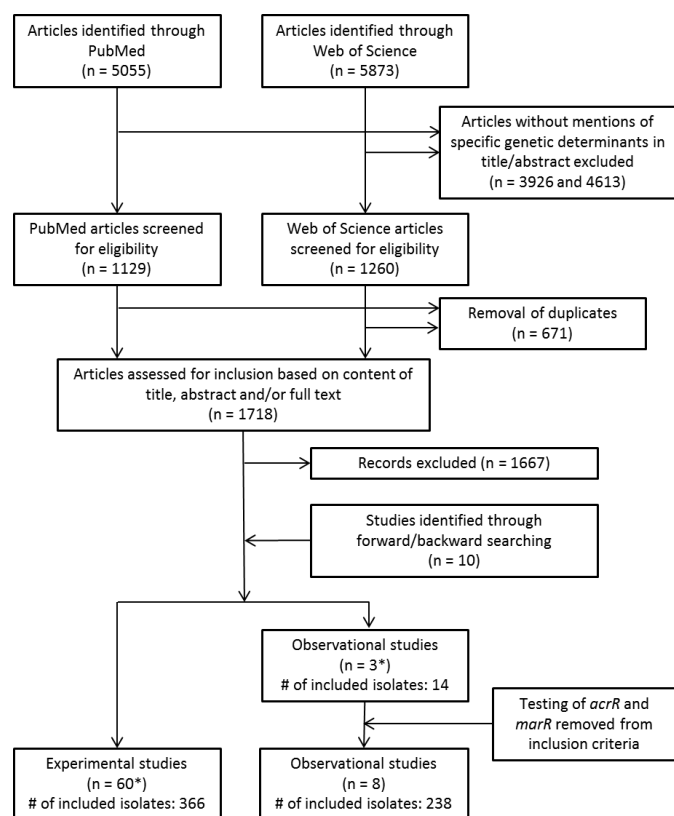 Articles identified through
PubMed
(n = 5055)
Articles identified through
Web of Science
(n = 5873)
Articles without mentions of
specific genetic determinants in
title/abstract excluded
(n = 3926 and 4613)
PubMed articles screened
for eligibility
(n = 1129)
Web of Science articles
screened for eligibility
(n = 1260)
Removal of duplicates
(n = 671)
Articles assessed for inclusion based on content of
title, abstract and/or full text
(n = 1718)
Records excluded (n = 1667)
Studies identified through
forward/backward searching
(n = 10)
Observational studies
(n = 3*)
# of included isolates: 14
Testing of acrR and
marR removed from
inclusion criteria
Experimental studies
(n = 60*)
# of included isolates: 366
Observational studies
(n = 8)
# of included isolates: 238